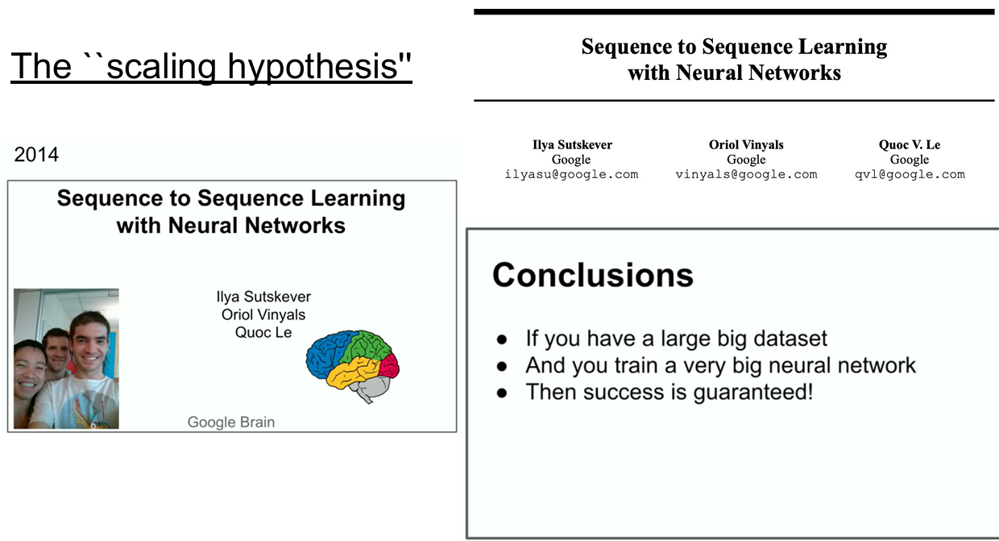 The ``scaling hypothesis''
2014
Sequence to Sequence Learning
with Neural Networks
Ilya Sutskever
Oriol Vinyals
Quoc Le
Google Brain
Sequence to Sequence Learning
with Neural Networks
Ilya Sutskever
Google
ilyasu@google.com
Oriol Vinyals
Google
vinyals@google.com
Quoc V. Le
Google
qvl@google.com
Conclusions
● If you have a large big dataset
● And you train a very big neural network
● Then success is guaranteed!